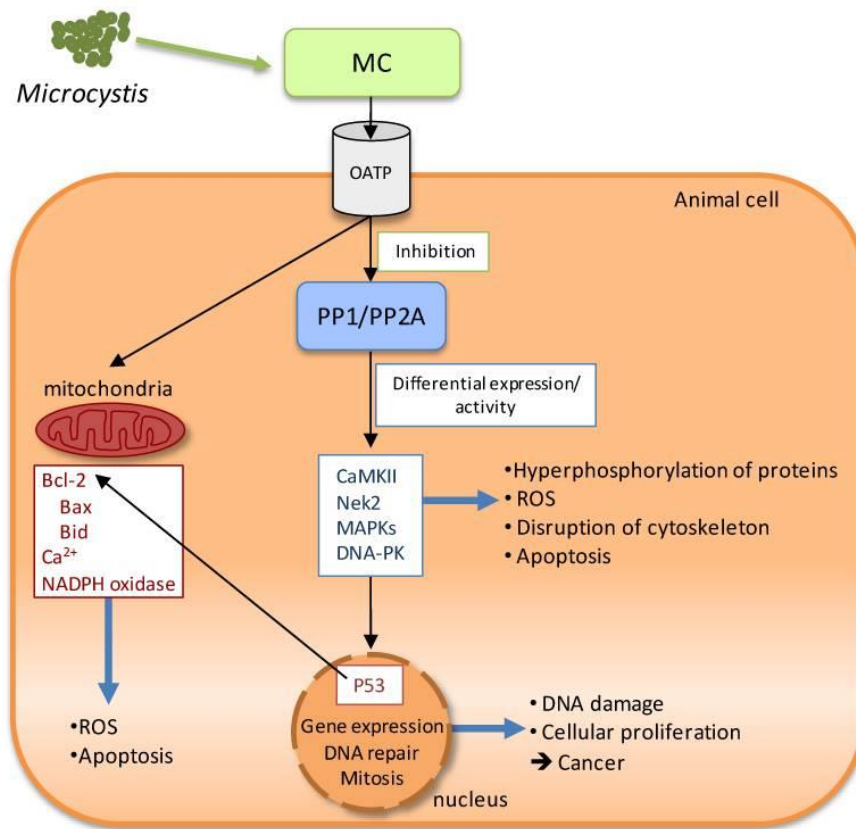 Microcystis
MC
OATP
Animal cell
Inhibition
PP1/PP2A
Differential expression/
activity
mitochondria
Bcl-2
Bax
Bid
Ca²⁺
NADPH oxidase
CaMKII
Nek2
MAPKs
DNA-PK
•Hyperphosphorylation of proteins
• ROS
• Disruption of cytoskeleton
• Apoptosis
•ROS
•Apoptosis
P53
Gene expression
DNA repair
Mitosis
nucleus
• DNA damage
• Cellular proliferation
➔ Cancer